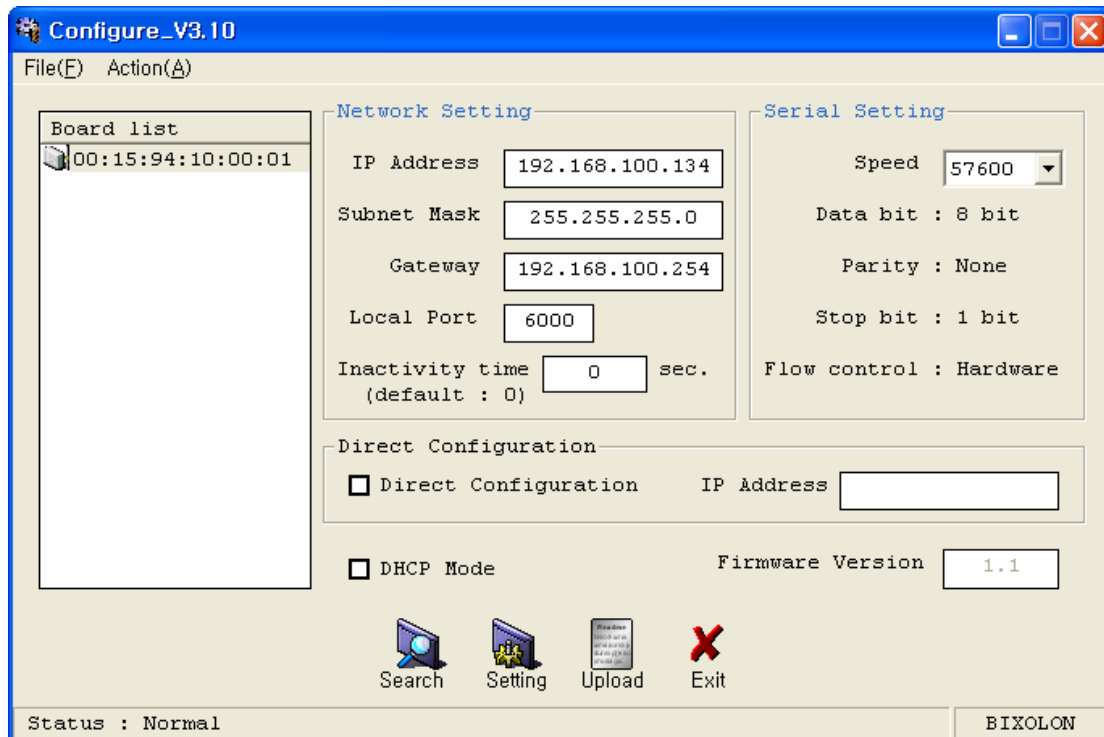 Configure_V3.10
File(F) Action(A)
Board list
00:15:94:10:00:01
Network Setting
IP Address 192.168.100.134
Subnet Mask 255.255.255.0
Gateway 192.168.100.254
Local Port 6000
Inactivity time 0 sec.
(default : 0)
Serial Setting
Speed 57600
Data bit : 8 bit
Parity : None
Stop bit : 1 bit
Flow control : Hardware
Direct Configuration
Direct Configuration IP Address
DHCP Mode Firmware Version 1.1
Readme
Search Setting Upload Exit
Status : Normal BIXOLON